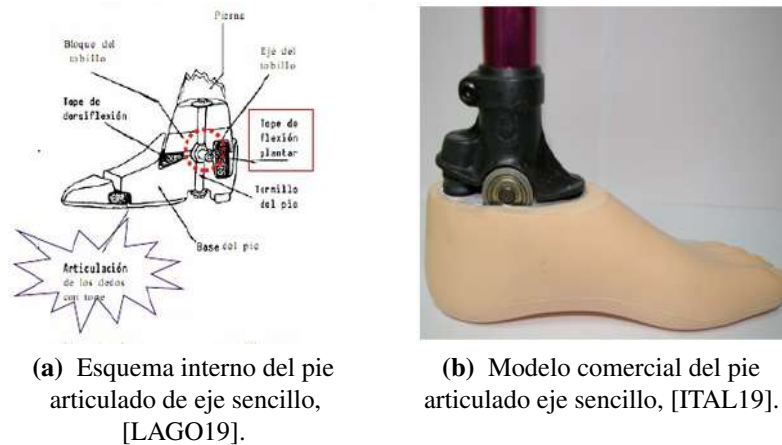 Pierna
Bloque del
tobillo
Eje del
tobillo
Tope de
dorsiflexión
Tope de
flexión
plantar
Tornillo
del pie
Base del pie
Articulación
de los dedos
con tope
(a) Esquema interno del pie
articulado de eje sencillo,
[LAGO19].
(b) Modelo comercial del pie
articulado eje sencillo, [ITAL19].